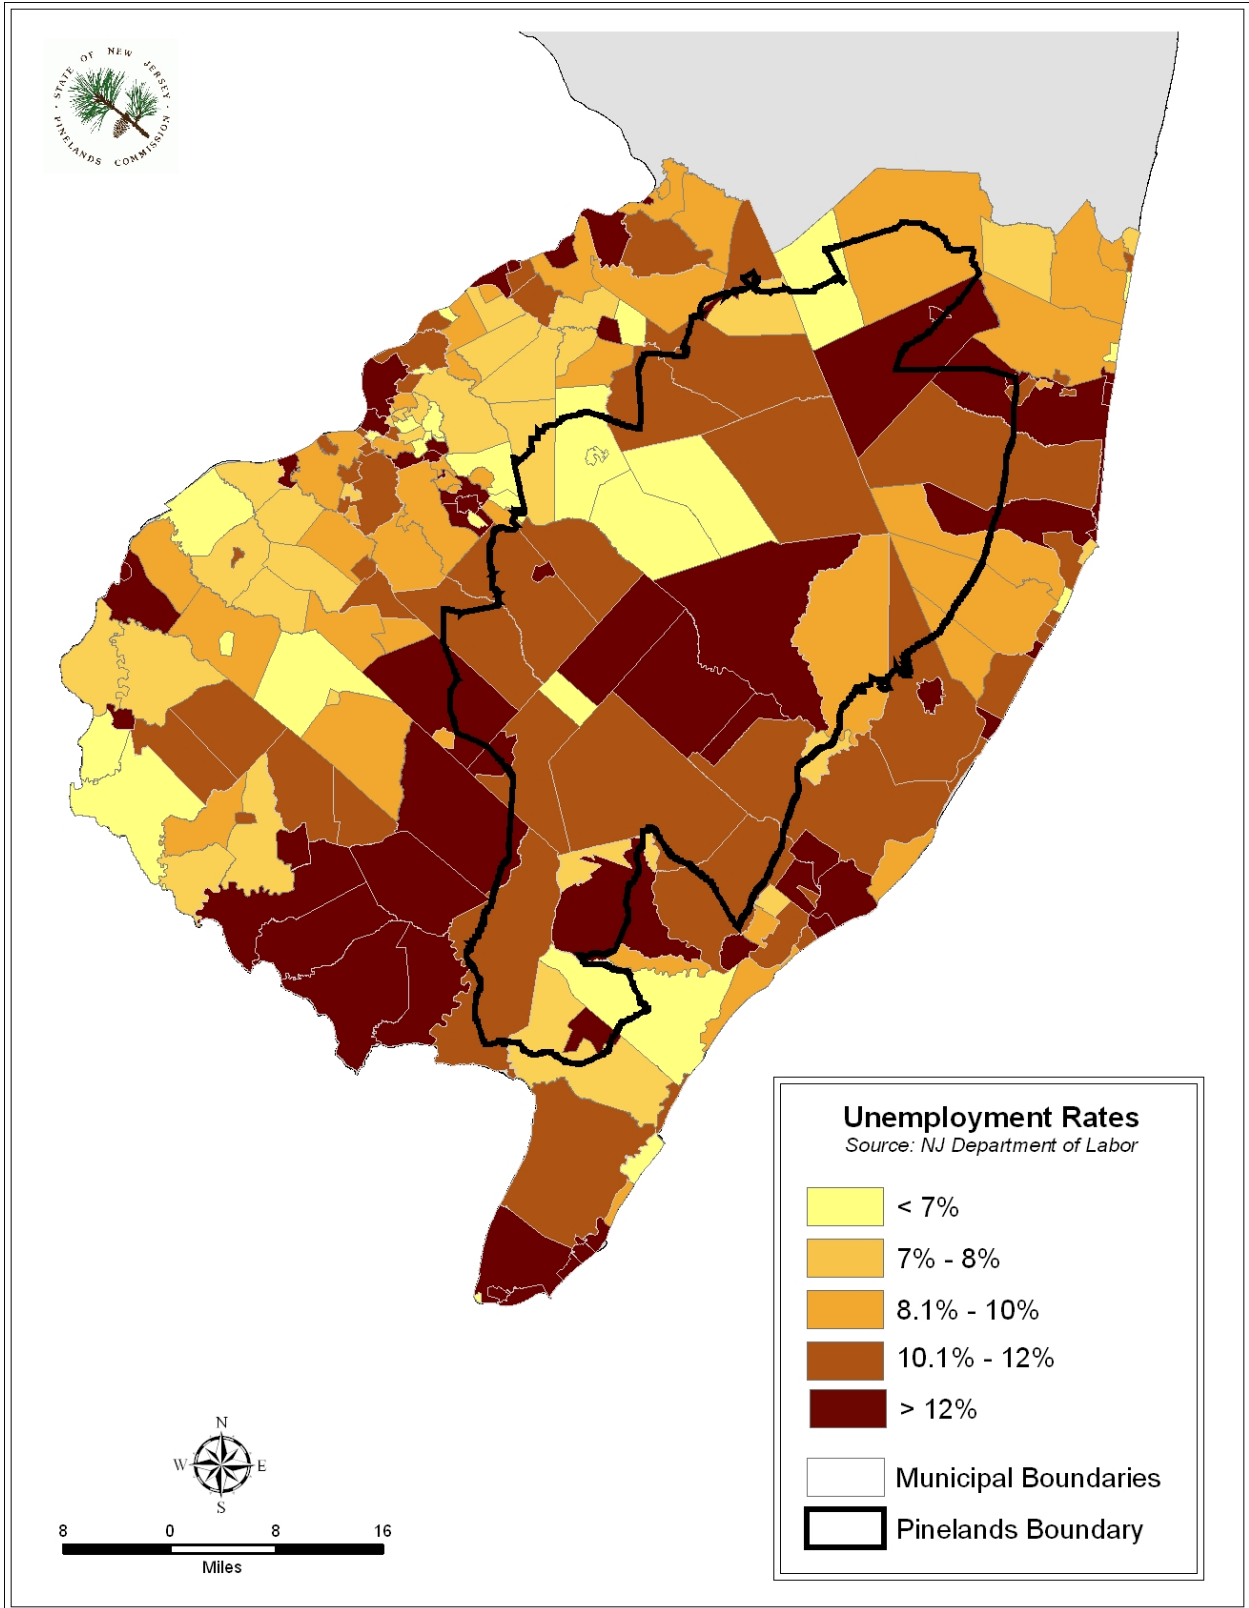 STATE OF NEW JERSEY
PINELANDS COMMISSION
Unemployment Rates
Source: NJ Department of Labor
< 7%
7% - 8%
8.1% - 10%
10.1% - 12%
> 12%
Municipal Boundaries
Pinelands Boundary
N
W E
S
8 0 8 16
Miles